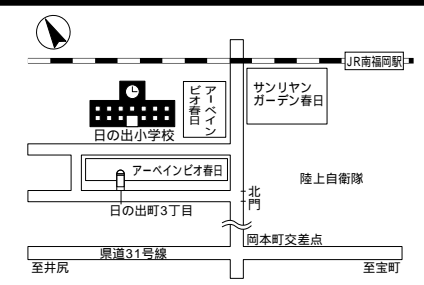 JR南福岡駅
アーベイン
ビオ春日
サンリヤン
ガーデン春日
日の出小学校
アーベインビオ春日
陸上自衛隊
北門
日の出町3丁目
岡本町交差点
県道31号線
至井尻
至宝町